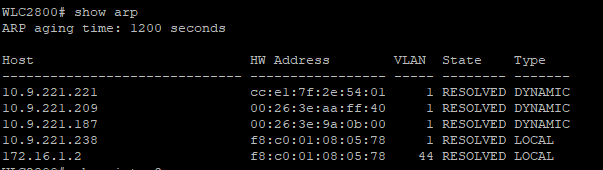 WLC2800# show arp
ARP aging time: 1200 seconds
Host HW Address VLAN State Type
------------------------------ ----------------- ----- -------- -------
10.9.221.221 cc:e1:7f:2e:54:01 1 RESOLVED DYNAMIC
10.9.221.209 00:26:3e:aa:ff:40 1 RESOLVED DYNAMIC
10.9.221.187 00:26:3e:9a:0b:00 1 RESOLVED DYNAMIC
10.9.221.238 f8:c0:01:08:05:78 1 RESOLVED LOCAL
172.16.1.2 f8:c0:01:08:05:78 44 RESOLVED LOCAL